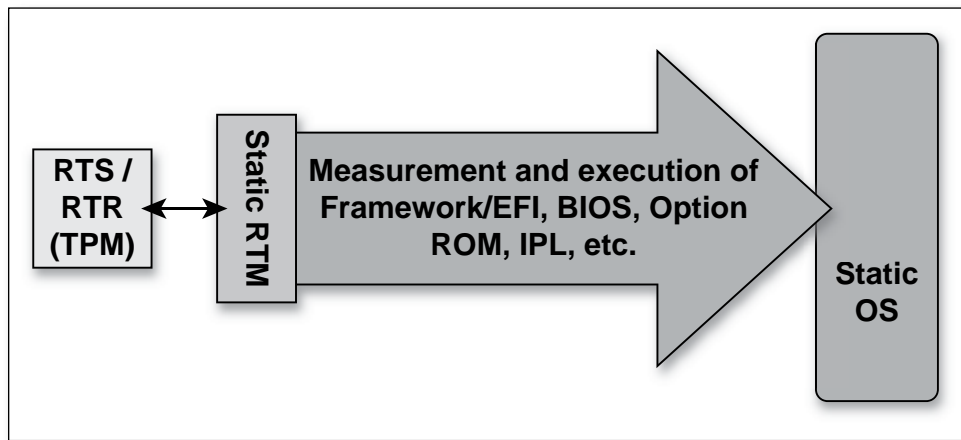 RTS /
RTR
(TPM)
Static RTM
Measurement and execution of
Framework/EFI, BIOS, Option
ROM, IPL, etc.
Static
OS